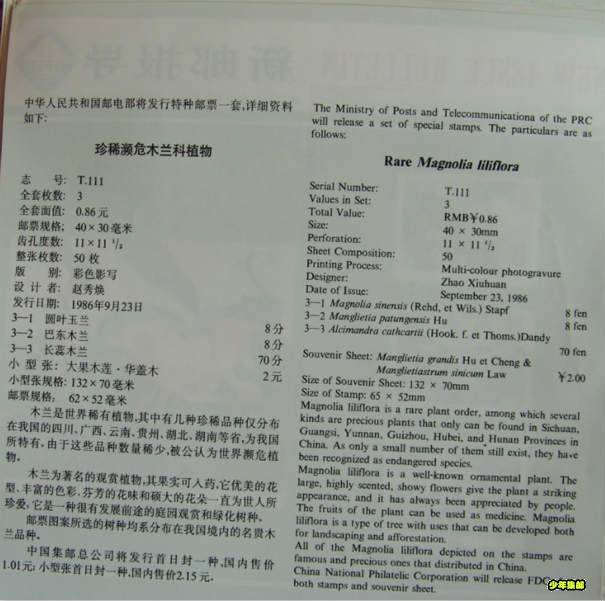 新邮报导
中华人民共和国邮电部将发行特种邮票一套,详细资料
如下:
珍稀濒危木兰科植物
志 号: T.111
全套枚数: 3
全套面值: 0.86元
邮票规格; 40×30毫米
齿孔度数: 11×11 ½
整张枚数: 50 枚
版 别: 彩色影写
设 计 者: 赵秀焕
发行日期: 1986年9月23日
3—1 圆叶玉兰 8分
3—2 巴东木兰 8分
3—3 长蕊木兰 70分
小 型 张: 大果木莲·华盖木 2元
小型张规格:132×70毫米
邮票规格: 62×52毫米
木兰是世界稀有植物,其中有几种珍稀品种仅分布
在我国的四川、广西、云南、贵州、湖北、湖南等省,为我国
所特有。由于这些品种数量稀少,被公认为世界濒危植
物。
木兰为著名的观赏植物,其果实可入药,它优美的花
型、丰富的色彩、芬芳的花味和硕大的花朵一直为世人所
珍爱,它是一种很有发展前途的庭园观赏和绿化树种。
邮票图案所选的树种均系分布在我国境内的名贵木
兰品种。
中国集邮总公司将发行首日封一种,国内售价
1.01元;小型张首日封一种,国内售价2.15元。
The Ministry of Posts and Telecommunicationa of the PRC
will release a set of special stamps. The particulars are as
follows:
Rare Magnolia liliflora
Serial Number: T.111
Values in Set: 3
Total Value: RMB¥0.86
Size: 40 × 30mm
Perforation: 11 × 11 ½
Sheet Composition: 50
Printing Process: Multi-colour photogravure
Designer: Zhao Xiuhuan
Date of Issue: September 23, 1986
3—1 Magnolia sinensis (Rehd, et Wils.) Stapf 8 fen
3—2 Manglietia patungensis Hu 8 fen
3—3 Alcimandra cathcartii (Hook. f. et Thoms.)Dandy
70 fen
Souvenir Sheet: Manglietia grandis Hu et Cheng &
Manglietiastrum sinicum Law ¥2.00
Size of Souvenir Sheet: 132 × 70mm
Size of Stamp: 65 × 52mm
Magnolia liliflora is a rare plant order, among which several
kinds are precious plants that only can be found in Sichuan,
Guangsi, Yunnan, Guizhou, Hubei, and Hunan Provinces in
China. As only a small number of them still exist, they have
been recognized as endangered species.
Magnolia liliflora is a well-known ornamental plant. The
large, highly scented, showy flowers give the plant a striking
appearance, and it has always been appreciated by people.
The fruits of the plant can be used as medicine. Magnolia
liliflora is a type of tree with uses that can be developed both
for landscaping and afforestation.
All of the Magnolia liliflora depicted on the stamps are
famous and precious ones that distributed in China.
China National Philatelic Corporation will release FDC
both stamps and souvenir sheet.
少年集邮